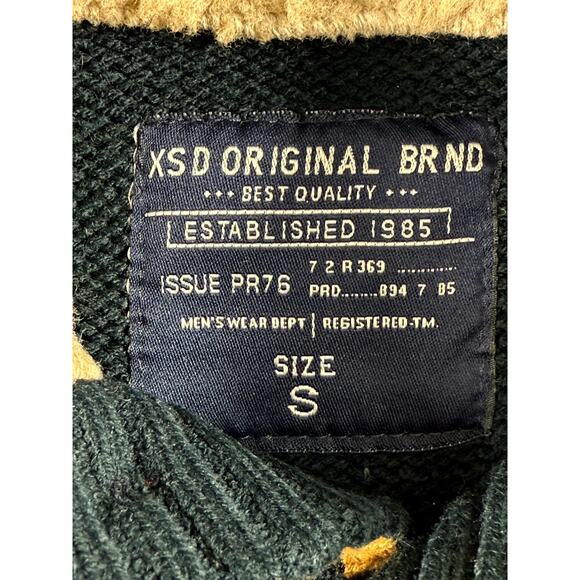 XSD ORIGINAL BRND
BEST QUALITY
ESTABLISHED 1985
ISSUE PR76
7 2 R 369 ..............
PRD.........894 7 85
MEN'S WEAR DEPT | REGISTERED-TM.
SIZE
S